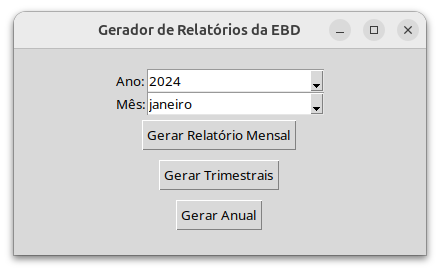 Gerador de Relatórios da EBD
Ano: 2024
Mês: janeiro
Gerar Relatório Mensal
Gerar Trimestrais
Gerar Anual